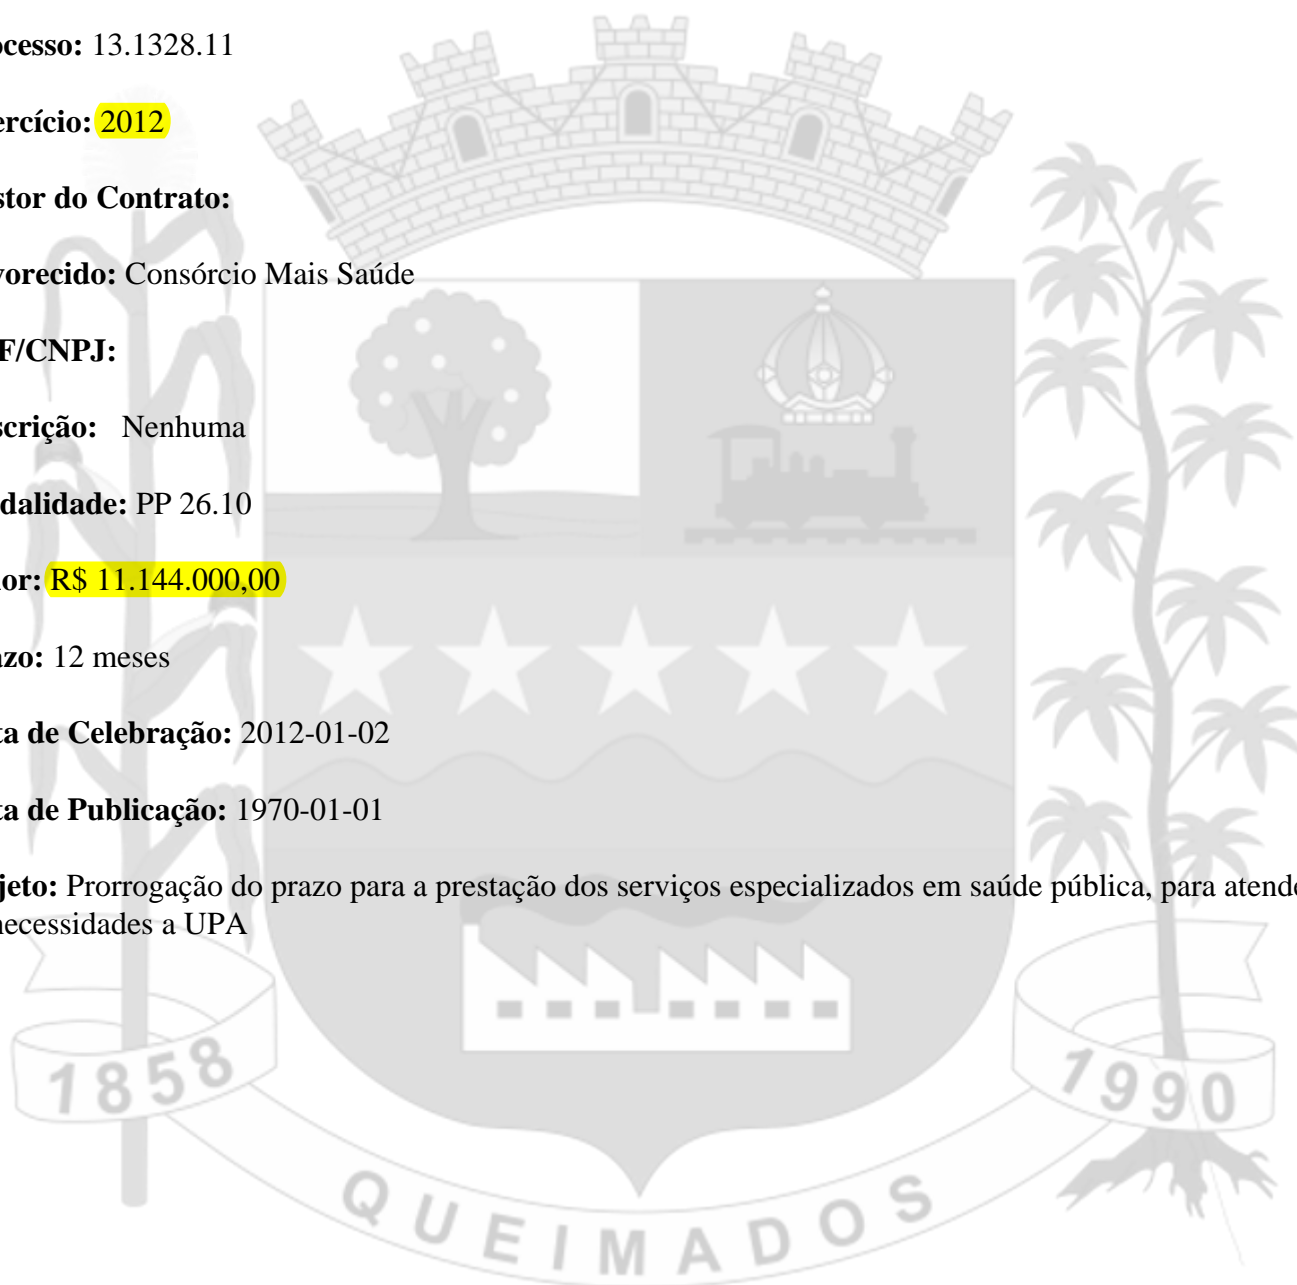 ocesso: 13.1328.11
ercício: 2012
stor do Contrato:
vorecido: Consórcio Mais Saúde
F/CNPJ:
scrição: Nenhuma
dalidade: PP 26.10
lor: R$ 11.144.000,00
azo: 12 meses
ta de Celebração: 2012-01-02
ta de Publicação: 1970-01-01
jeto: Prorrogação do prazo para a prestação dos serviços especializados em saúde pública, para atende
necessidades a UPA
1858
1990
QUEIMADOS